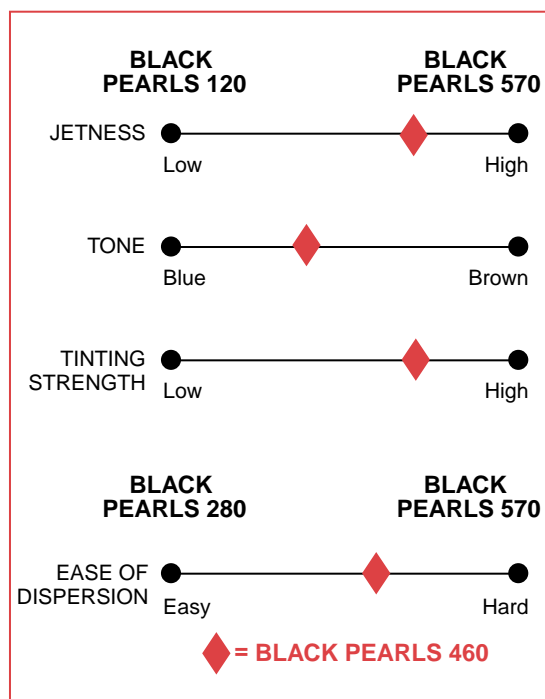 BLACK PEARLS 120
BLACK PEARLS 570
JETNESS
Low
High
TONE
Blue
Brown
TINTING
STRENGTH
Low
High
BLACK
PEARLS 280
BLACK
PEARLS 570
EASE OF
DISPERSION
Easy
Hard
= BLACK PEARLS 460